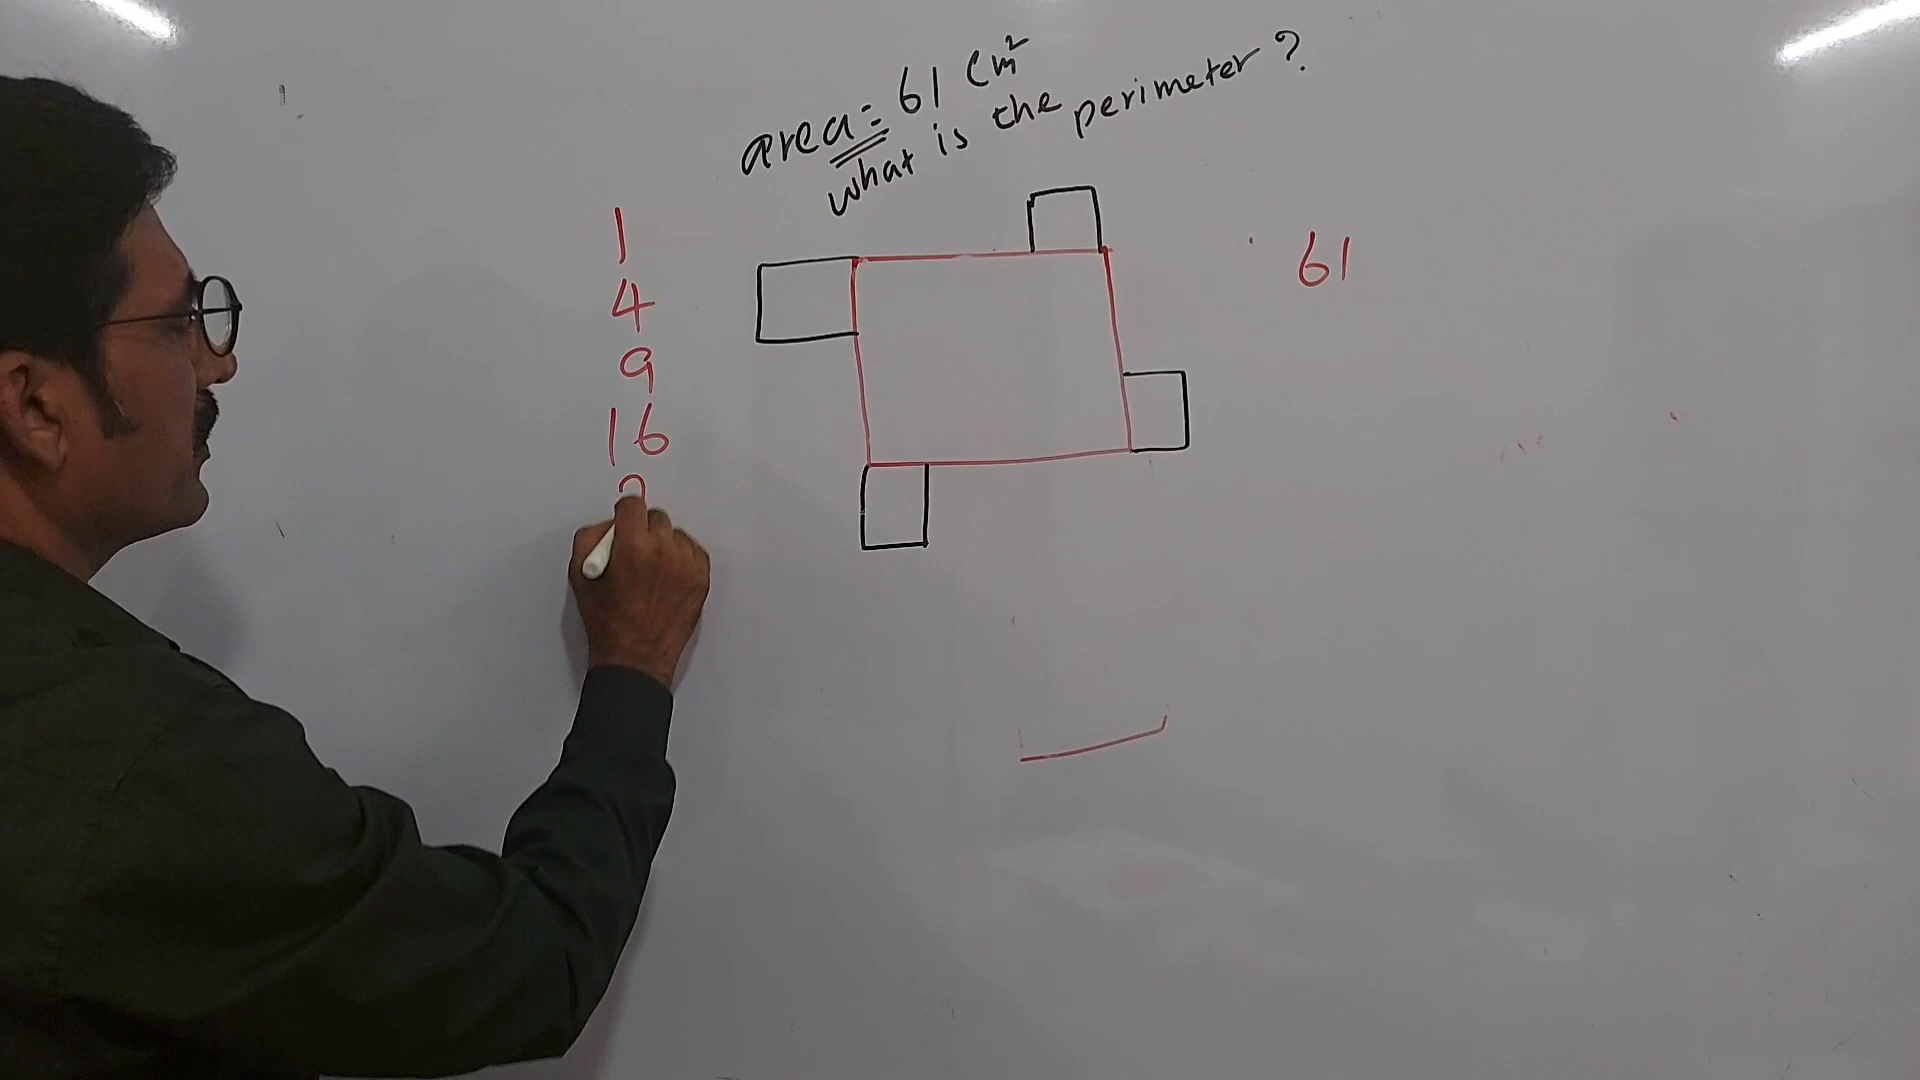 area = 61 cm²
what is the perimeter?
1
4
9
16
61